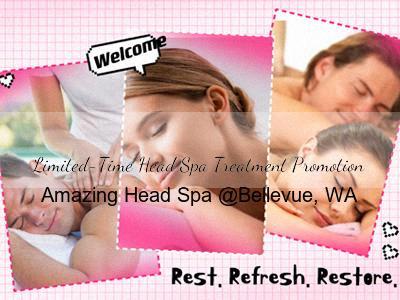 Welcome
Limited-Time Head Spa Treatment Promotion
Amazing Head Spa @Bellevue, WA
Rest. Refresh. Restore.